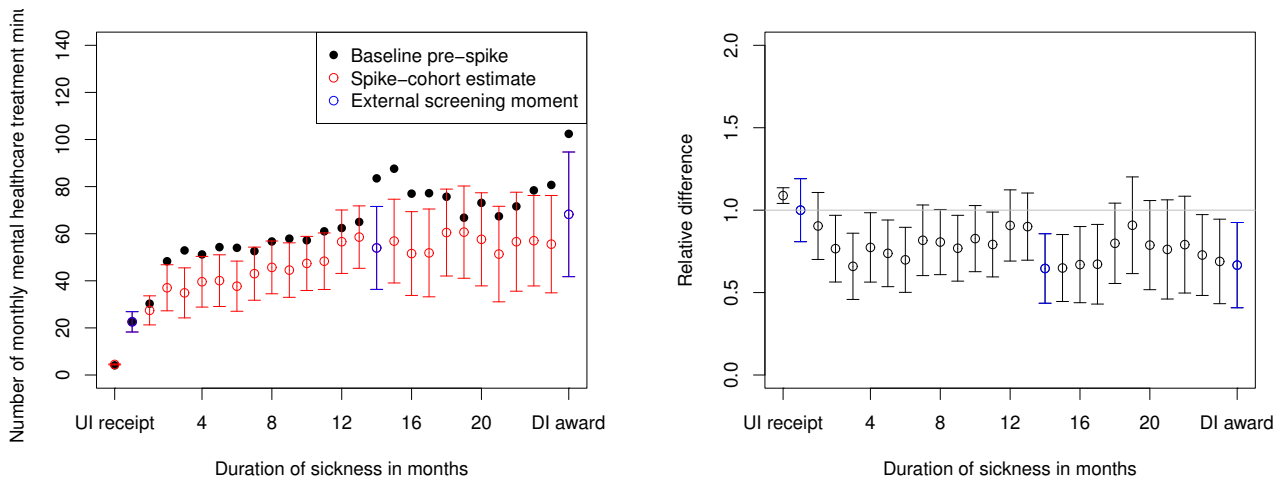 Number of monthly mental healthcare treatment minu
0
20
40
60
80
100
120
140
Baseline pre−spike
Spike−cohort estimate
External screening moment
UI receipt 4 8 12 16 20 DI award
Duration of sickness in months
Relative difference
0.0
0.5
1.0
1.5
2.0
UI receipt 4 8 12 16 20 DI award
Duration of sickness in months